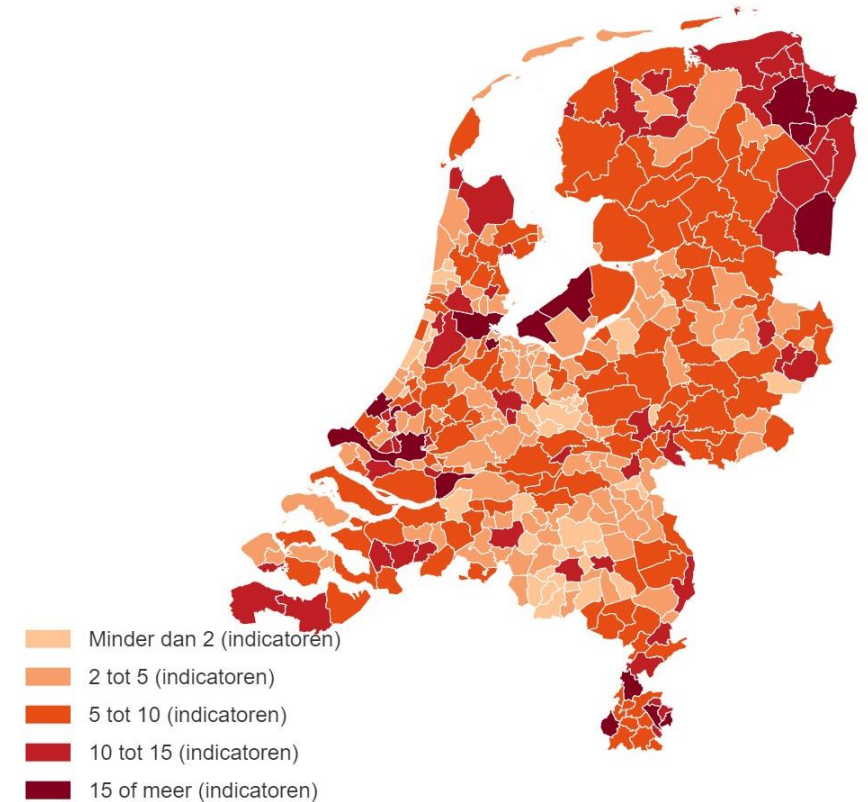 Minder dan 2 (indicatoren)
2 tot 5 (indicatoren)
5 tot 10 (indicatoren)
10 tot 15 (indicatoren)
15 of meer (indicatoren)